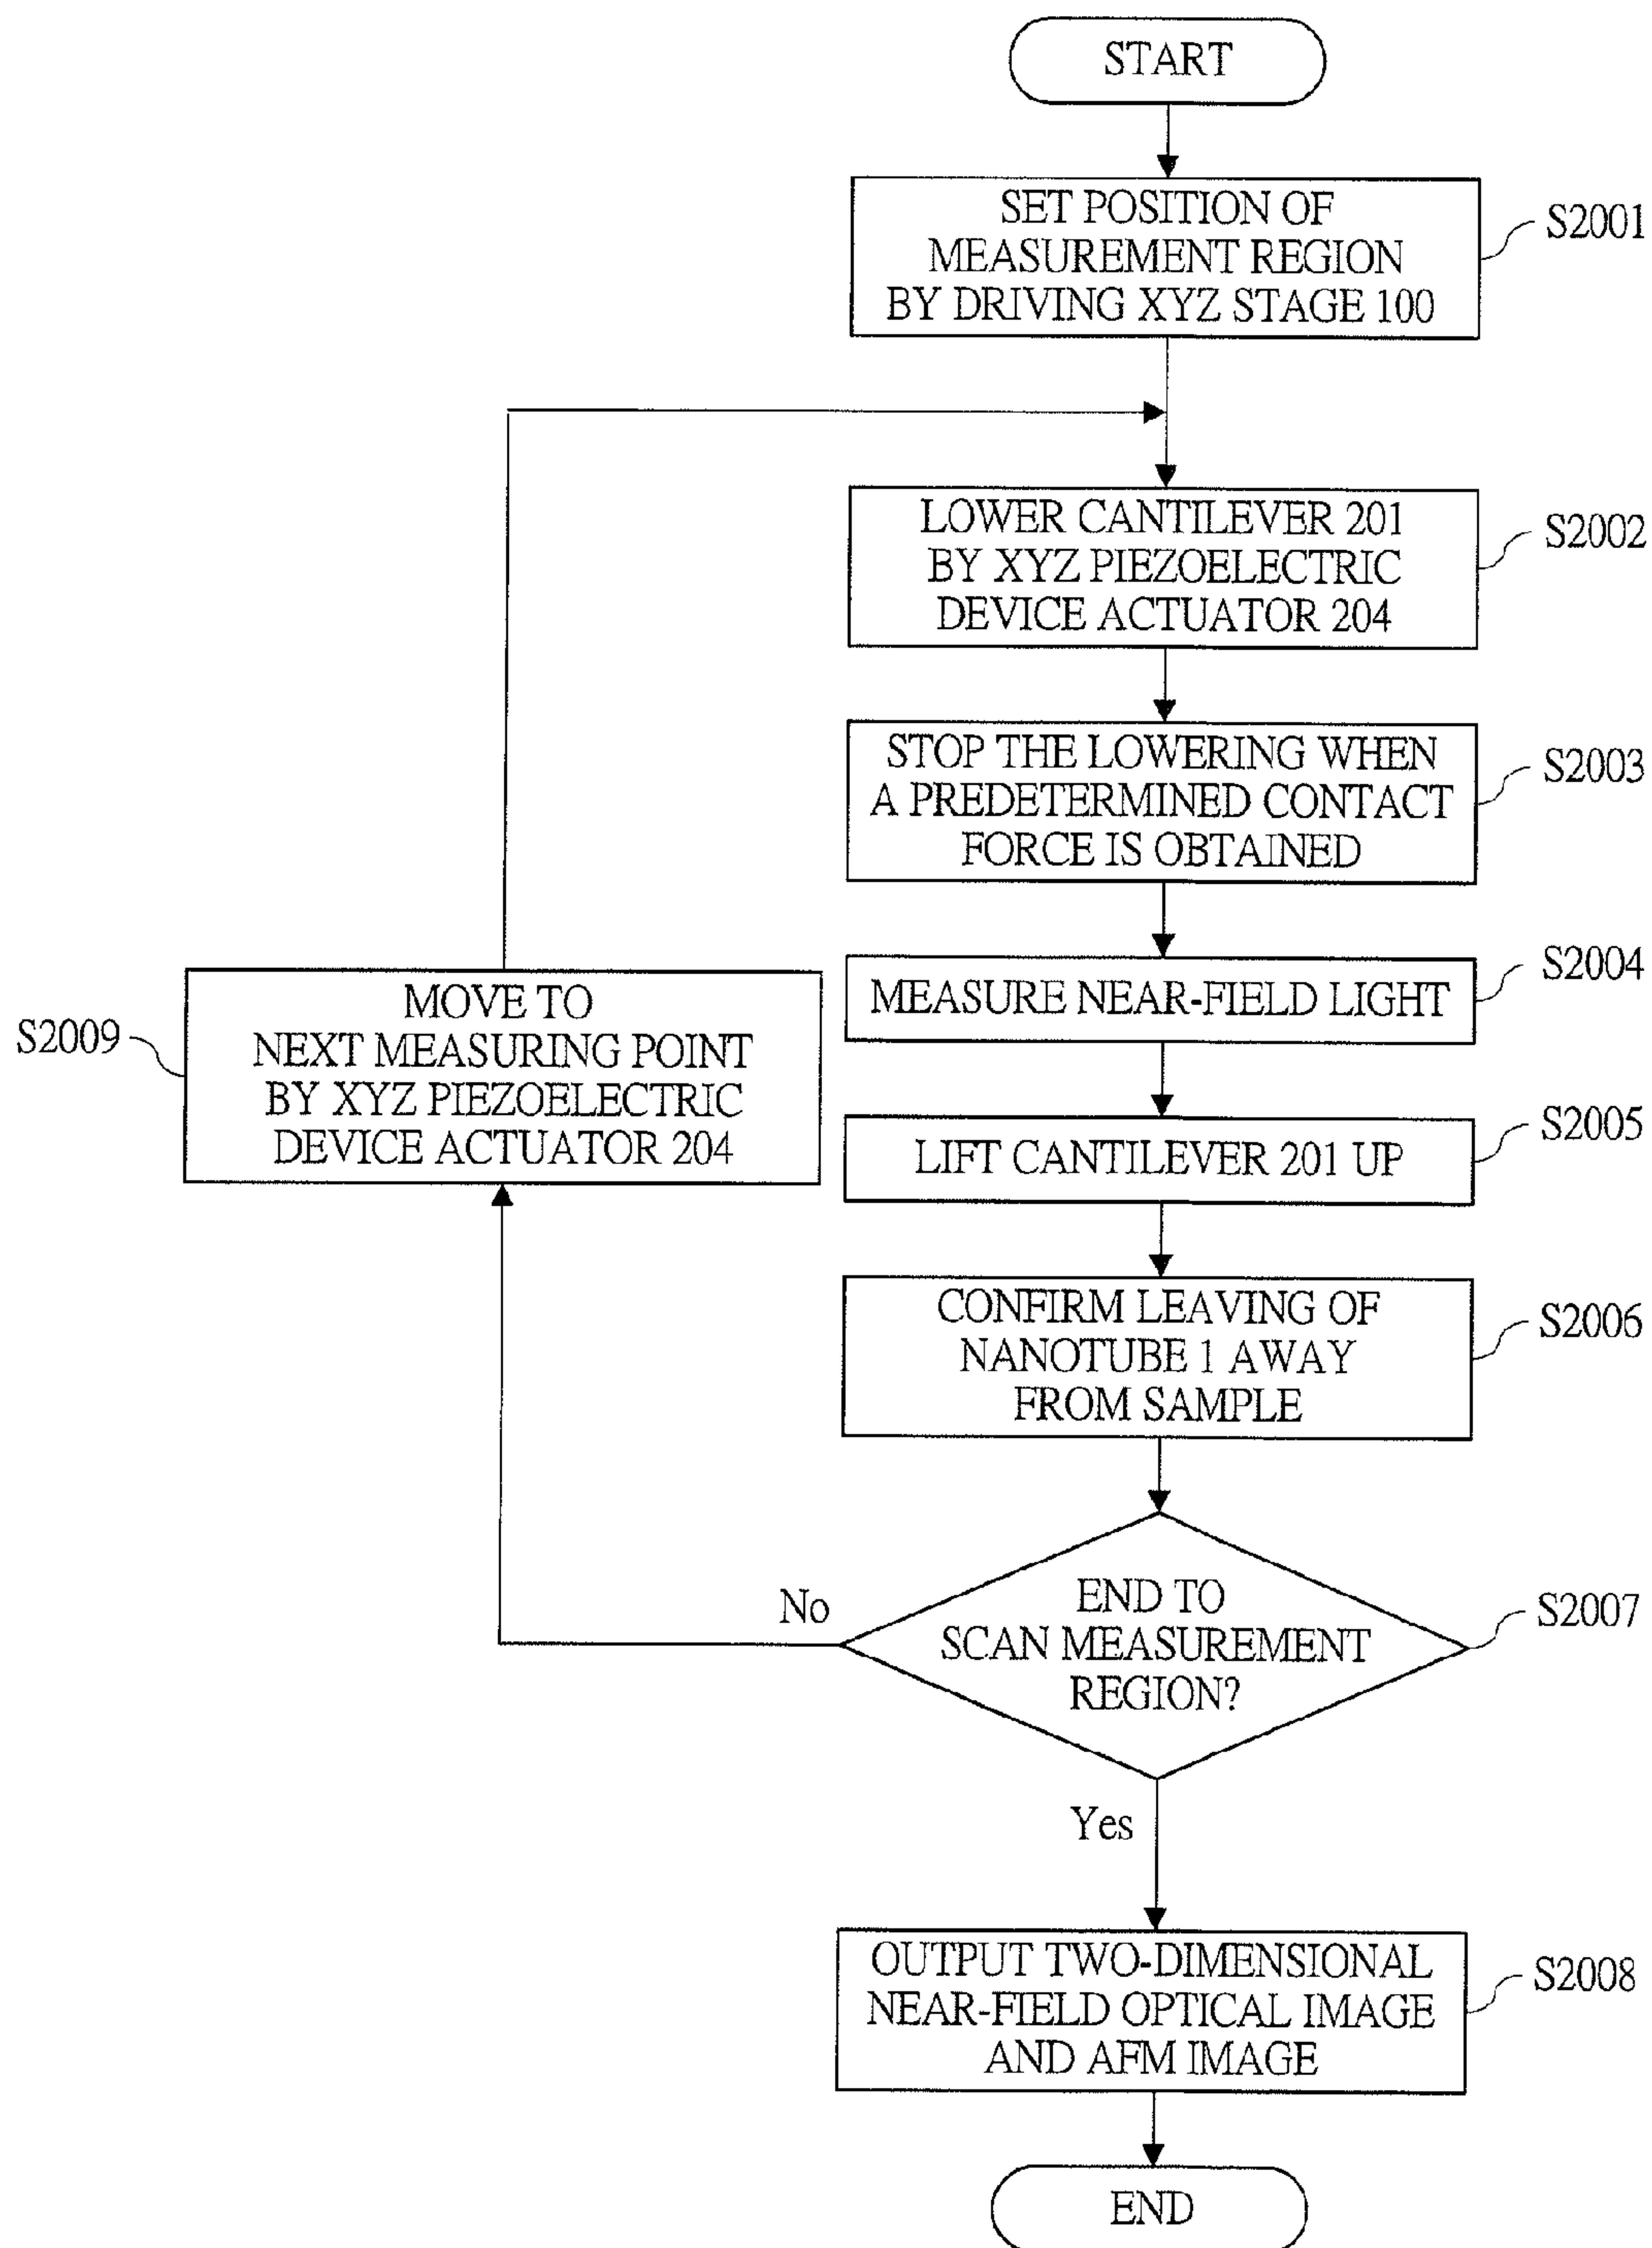 START
SET POSITION OF
MEASUREMENT REGION
BY DRIVING XYZ STAGE 100
S2001
LOWER CANTILEVER 201
BY XYZ PIEZOELECTRIC
DEVICE ACTUATOR 204
S2002
STOP THE LOWERING WHEN
A PREDETERMINED CONTACT
FORCE IS OBTAINED
S2003
MEASURE NEAR-FIELD LIGHT
S2004
LIFT CANTILEVER 201 UP
S2005
CONFIRM LEAVING OF
NANOTUBE 1 AWAY
FROM SAMPLE
S2006
END TO
SCAN MEASUREMENT
REGION?
S2007
No
S2009
MOVE TO
NEXT MEASURING POINT
BY XYZ PIEZOELECTRIC
DEVICE ACTUATOR 204
Yes
OUTPUT TWO-DIMENSIONAL
NEAR-FIELD OPTICAL IMAGE
AND AFM IMAGE
S2008
END